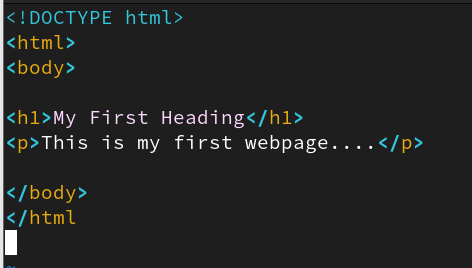 <!DOCTYPE html>
<html>
<body>

<h1>My First Heading</h1>
<p>This is my first webpage....</p>

</body>
</html
~